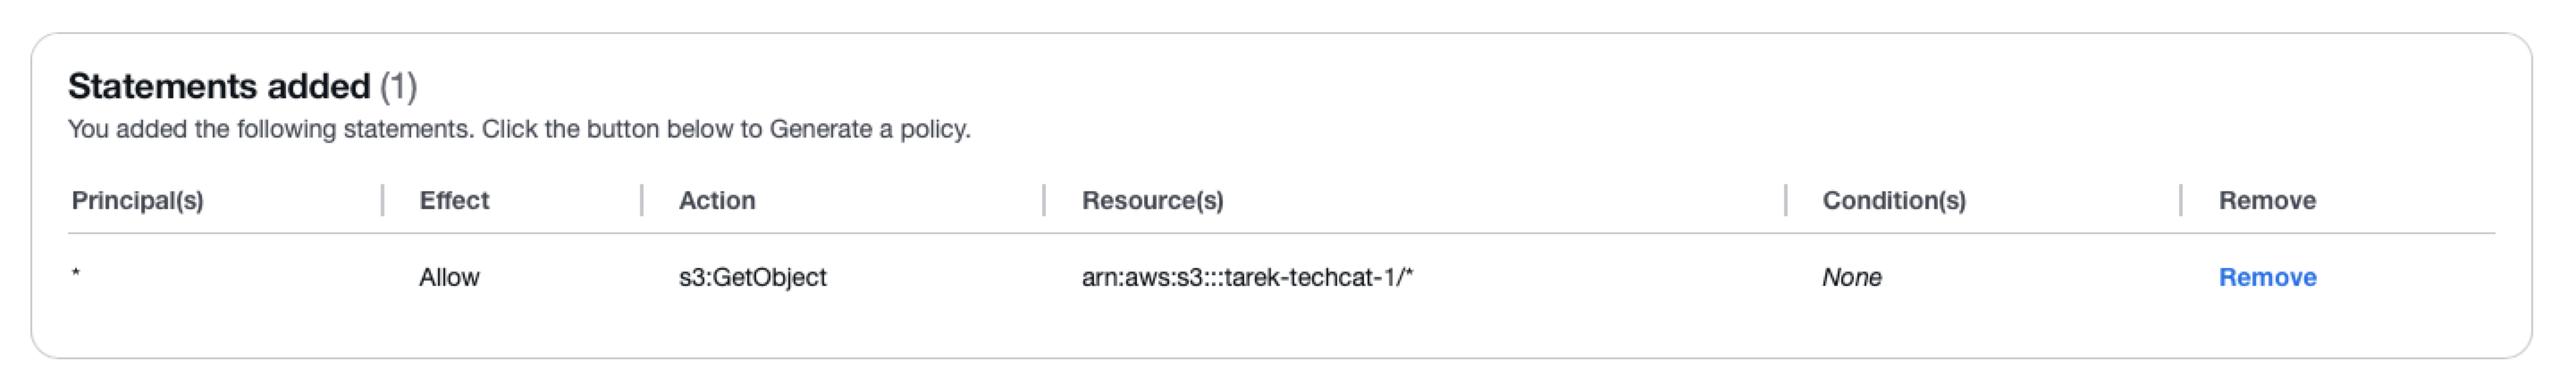 Statements added (1)
You added the following statements. Click the button below to Generate a policy.
Principal(s) Effect Action Resource(s) Condition(s) Remove
* Allow s3:GetObject arn:aws:s3:::tarek-techcat-1/* None Remove